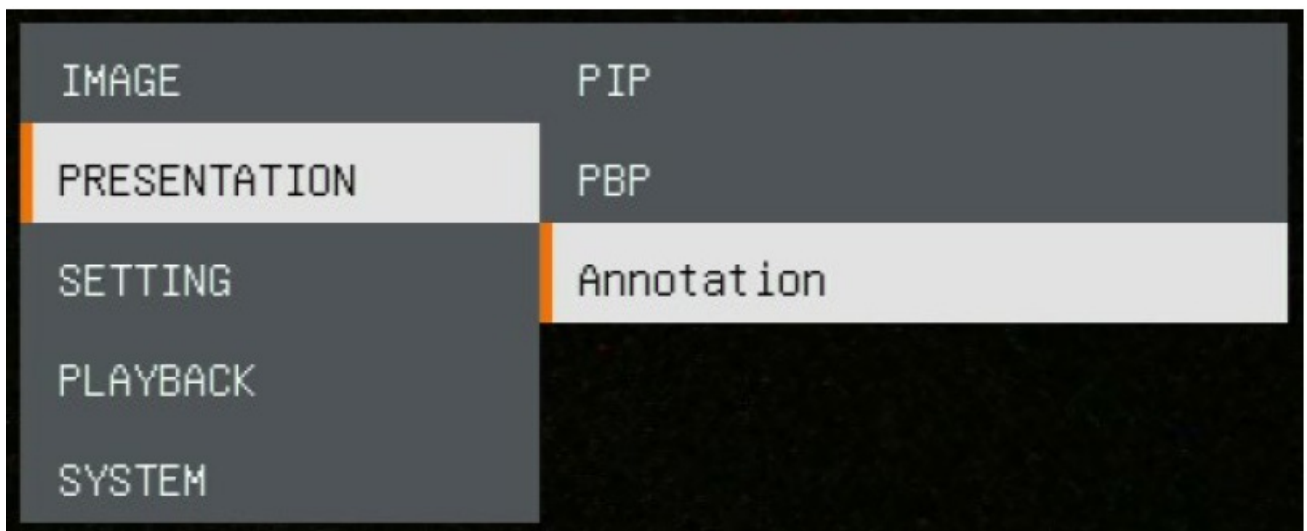 IMAGE
PRESENTATION
SETTING
PLAYBACK
SYSTEM
PIP
PBP
Annotation